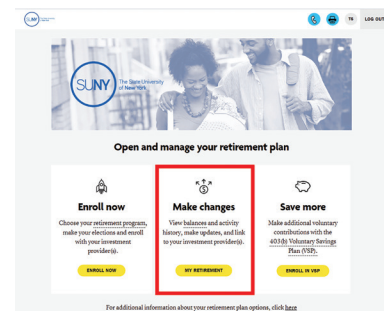 SUNY
TS LOG OUT
SUNY The State University
of New York
Open and manage your retirement plan
Enroll now
Choose your retirement program,
make your elections and enroll
with your investment
provider(s).
ENROLL NOW
Make changes
View balances and activity
history, make updates, and link
to your investment provider(s).
MY RETIREMENT
Save more
Make additional voluntary
contributions with the
403(b) Voluntary Savings
Plan (VSP).
ENROLL IN VSP
For additional information about your retirement plan options, click here